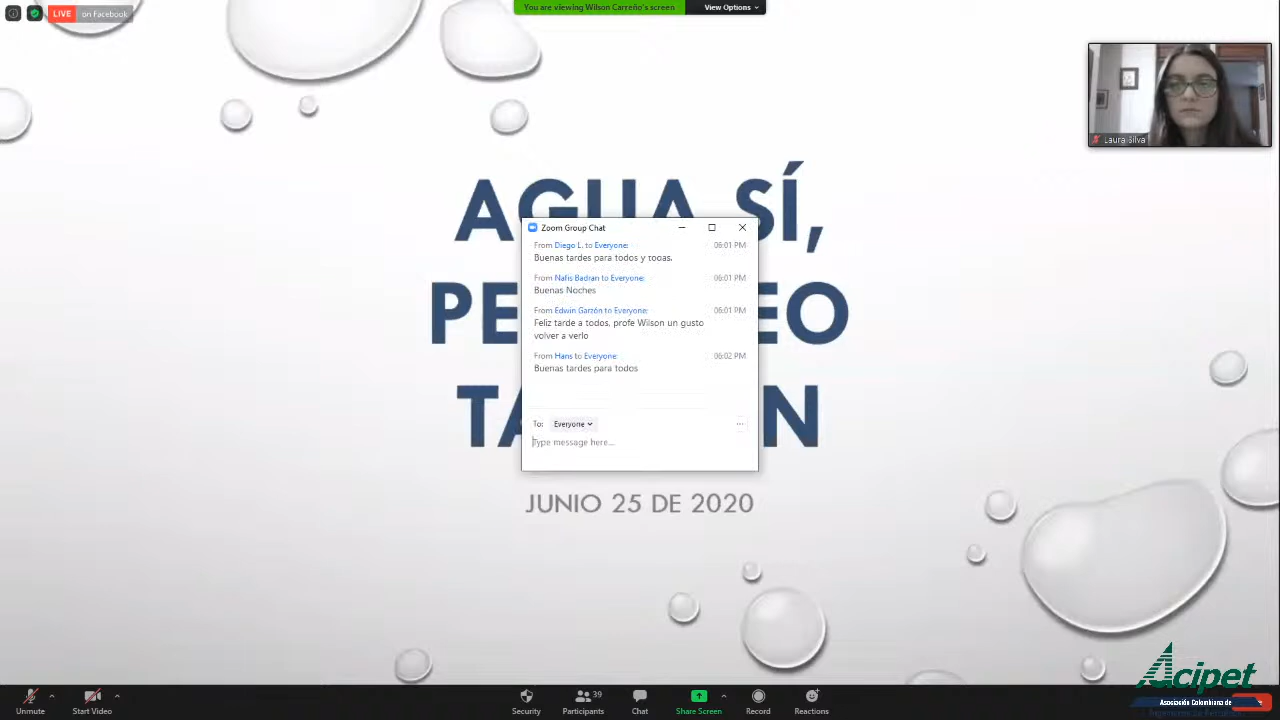 LIVE on Facebook
You are viewing Wilson Carreño's screen
View Options
Laura Silva
AGUA SÍ,
Zoom Group Chat
From Diego L. to Everyone: 06:01 PM
Buenas tardes para todos y todas.
From Nafis Badran to Everyone: 06:01 PM
Buenas Noches
From Edwin Garzón to Everyone: 06:01 PM
Feliz tarde a todos, profe Wilson un gusto
volver a verlo
From Hans to Everyone: 06:02 PM
Buenas tardes para todos
To: Everyone
Type message here...
PE EO
TA N
JUNIO 25 DE 2020
Acipet
Asociación Colombiana de
Unmute
Start Video
Security
Participants 39
Chat
Share Screen
Record
Reactions